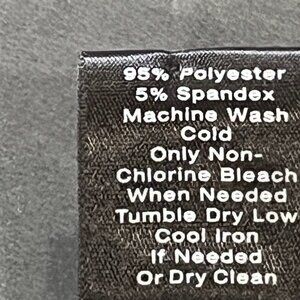 95% Polyester
5% Spandex
Machine Wash
Cold
Only Non-
Chlorine Bleach
When Needed
Tumble Dry Low
Cool Iron
If Needed
Or Dry Clean